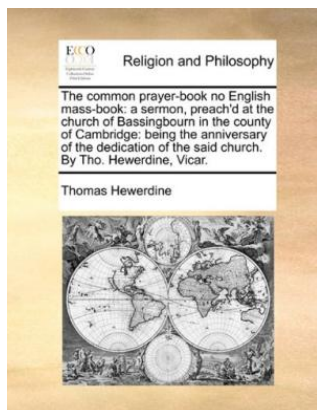 ECCO
Religion and Philosophy
The common prayer-book no English
mass-book: a sermon, preach'd at the
church of Bassingbourn in the county
of Cambridge: being the anniversary
of the dedication of the said church.
By Tho. Hewerdine, Vicar.
Thomas Hewerdine